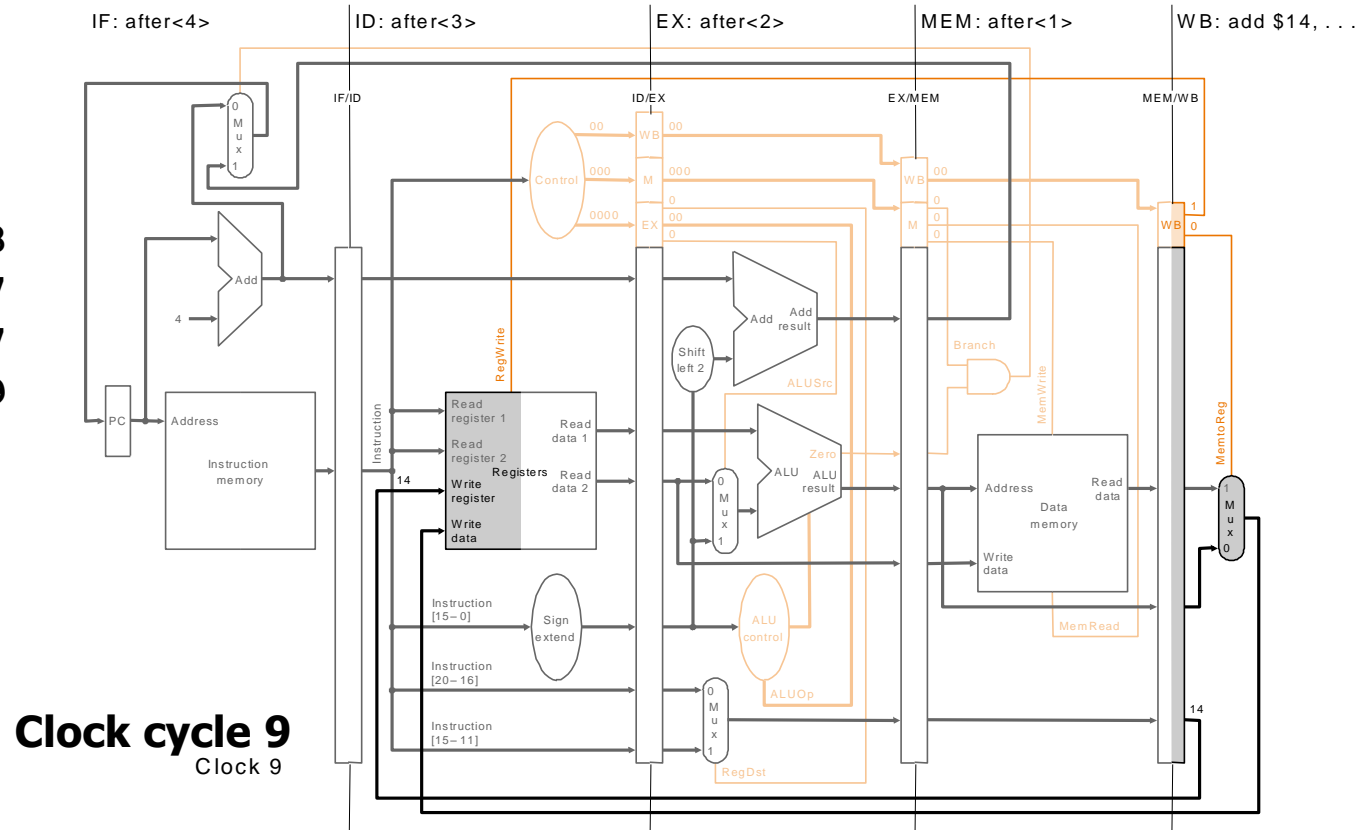 IF: after<4>
ID: after<3>
EX: after<2>
MEM: after<1>
WB: add $14, . . .
IF/ID
ID/EX
EX/MEM
MEM/WB
0
M
u
x
1
Control
00
000
0000
WB
M
EX
00
000
0
00
0
WB
M
00
0
0
0
WB
1
0
3
7
7
9
Add
4
PC
Address
Instruction
memory
Instruction
RegWrite
Read
register 1
Read
register 2
Registers
Write
register
Write
data
Read
data 1
Read
data 2
14
Shift
left 2
Add
Add
result
ALUSrc
Branch
MemWrite
MemtoReg
0
M
u
x
1
Zero
ALU
ALU
result
Address
Read
data
Data
memory
Write
data
MemRead
1
M
u
x
0
Instruction
[15–0]
Sign
extend
ALU
control
ALUOp
Instruction
[20–16]
Instruction
[15–11]
0
M
u
x
1
RegDst
14
Clock cycle 9
Clock 9